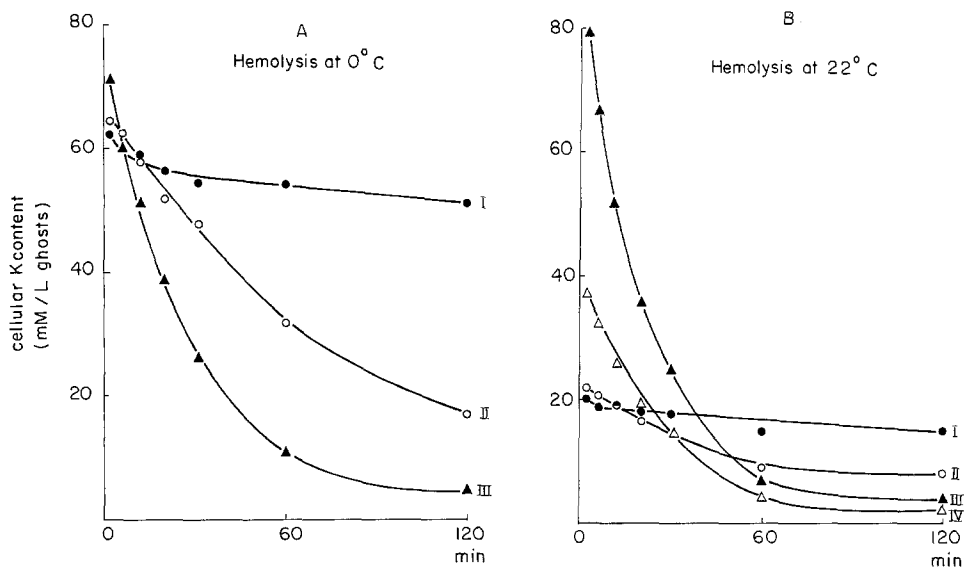 A
Hemolysis at 0°C
80
60
40
20
cellular K content
(mM / L ghosts)
I
II
III
0
60
120
min
B
Hemolysis at 22°C
80
60
40
20
I
II
III
IV
0
60
120
min